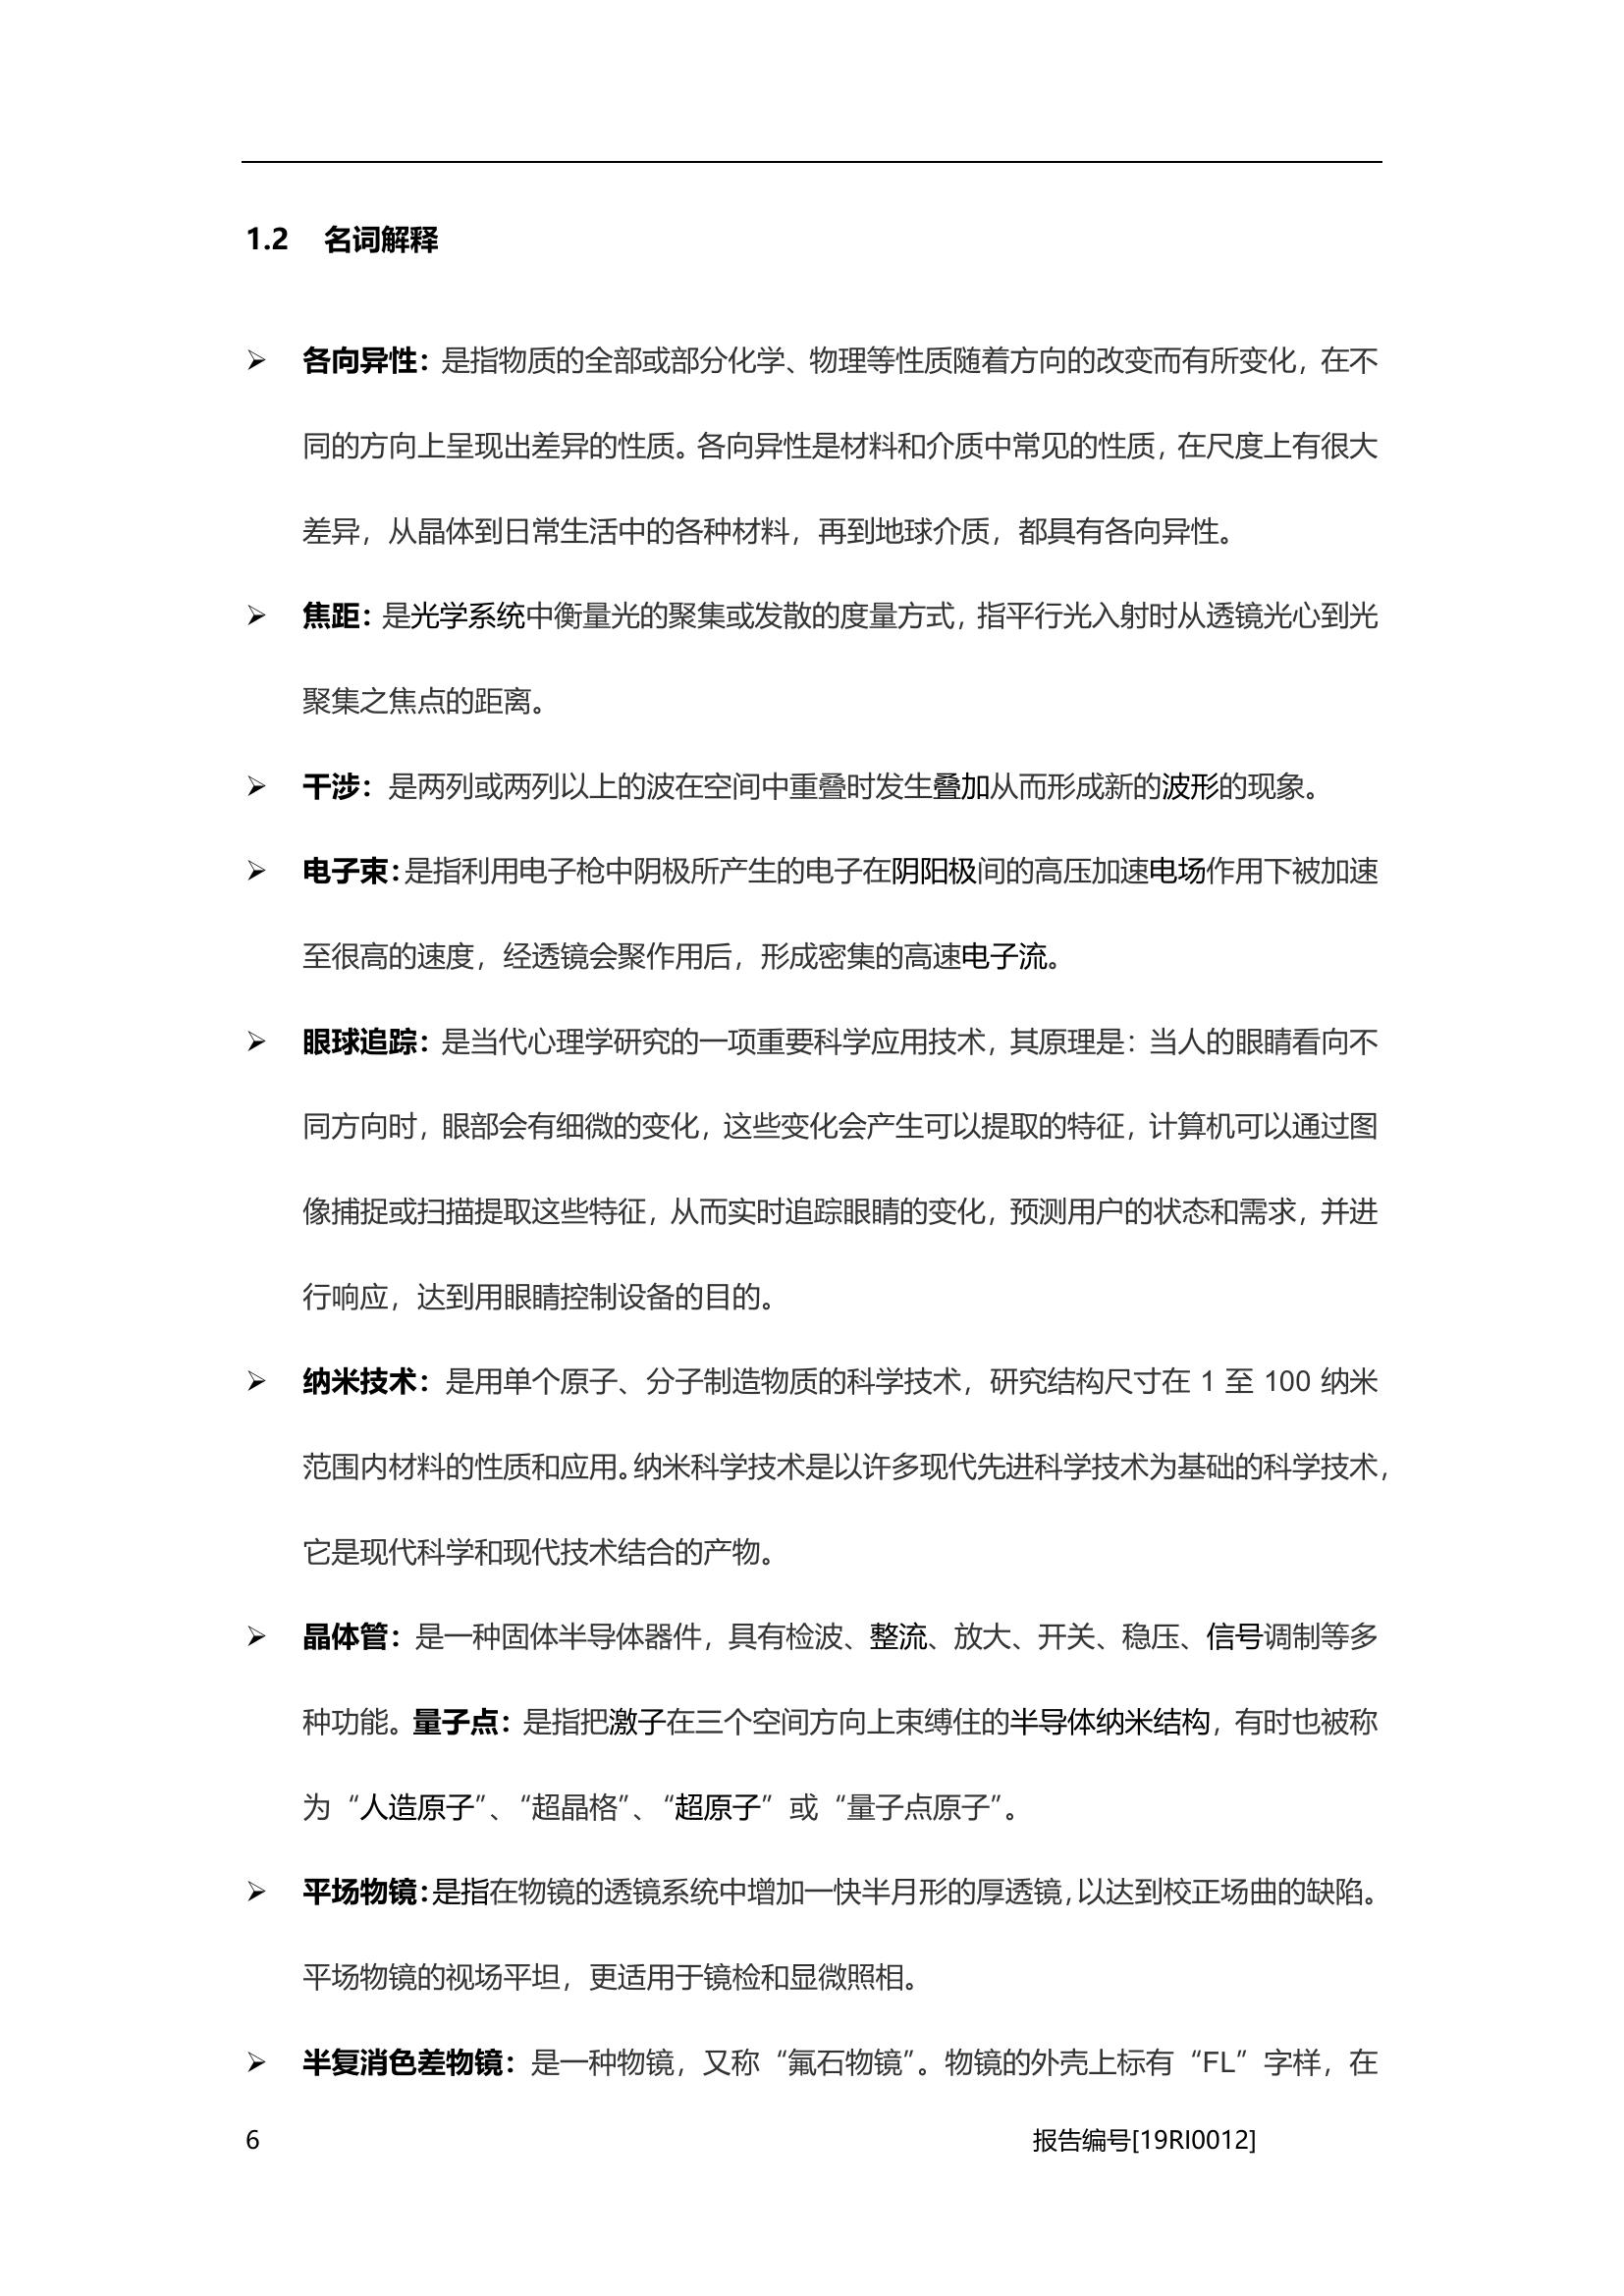 1.2 名词解释
➢ 各向异性：是指物质的全部或部分化学、物理等性质随着方向的改变而有所变化，在不
同的方向上呈现出差异的性质。各向异性是材料和介质中常见的性质，在尺度上有很大
差异，从晶体到日常生活中的各种材料，再到地球介质，都具有各向异性。
➢ 焦距：是光学系统中衡量光的聚集或发散的度量方式，指平行光入射时从透镜光心到光
聚集之焦点的距离。
➢ 干涉：是两列或两列以上的波在空间中重叠时发生叠加从而形成新的波形的现象。
➢ 电子束：是指利用电子枪中阴极所产生的电子在阴阳极间的高压加速电场作用下被加速
至很高的速度，经透镜会聚作用后，形成密集的高速电子流。
➢ 眼球追踪：是当代心理学研究的一项重要科学应用技术，其原理是：当人的眼睛看向不
同方向时，眼部会有细微的变化，这些变化会产生可以提取的特征，计算机可以通过图
像捕捉或扫描提取这些特征，从而实时追踪眼睛的变化，预测用户的状态和需求，并进
行响应，达到用眼睛控制设备的目的。
➢ 纳米技术：是用单个原子、分子制造物质的科学技术，研究结构尺寸在 1 至 100 纳米
范围内材料的性质和应用。纳米科学技术是以许多现代先进科学技术为基础的科学技术，
它是现代科学和现代技术结合的产物。
➢ 晶体管：是一种固体半导体器件，具有检波、整流、放大、开关、稳压、信号调制等多
种功能。量子点：是指把激子在三个空间方向上束缚住的半导体纳米结构，有时也被称
为“人造原子”、“超晶格”、“超原子”或“量子点原子”。
➢ 平场物镜：是指在物镜的透镜系统中增加一快半月形的厚透镜，以达到校正场曲的缺陷。
平场物镜的视场平坦，更适用于镜检和显微照相。
➢ 半复消色差物镜：是一种物镜，又称“氟石物镜”。物镜的外壳上标有“FL”字样，在
6 报告编号[19RI0012]